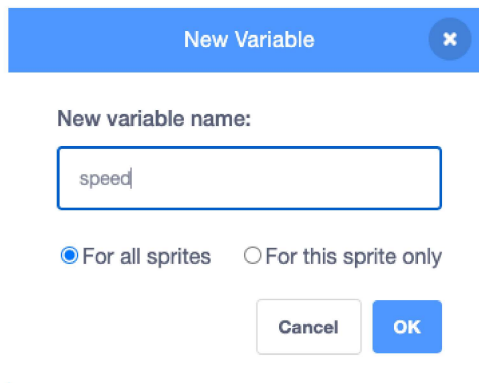 New Variable
New variable name:
speed
For all sprites For this sprite only
Cancel OK